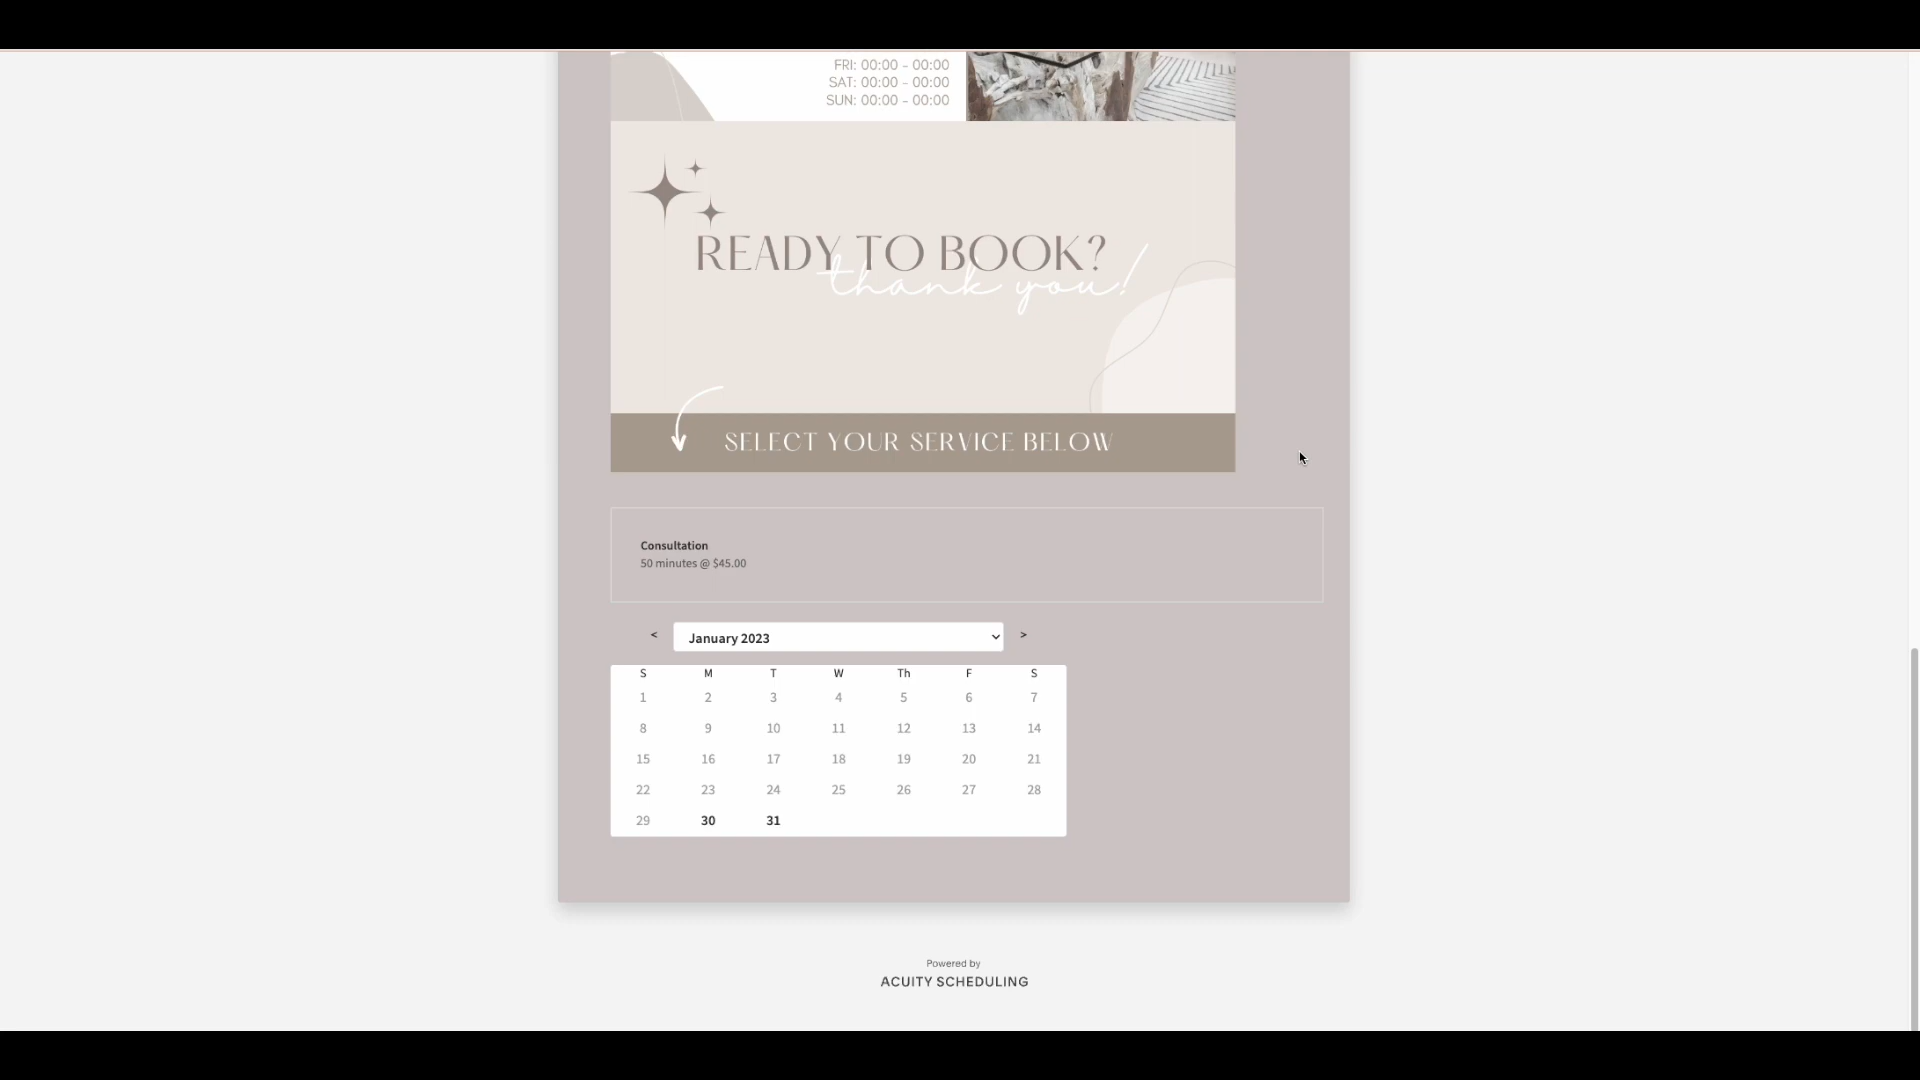 FRI: 00:00 - 00:00
SAT: 00:00 - 00:00
SUN: 00:00 - 00:00
READY TO BOOK?
thank you!
SELECT YOUR SERVICE BELOW
Consultation
50 minutes @ $45.00
< January 2023 >
S M T W Th F S
1 2 3 4 5 6 7
8 9 10 11 12 13 14
15 16 17 18 19 20 21
22 23 24 25 26 27 28
29 30 31
Powered by
ACUITY SCHEDULING